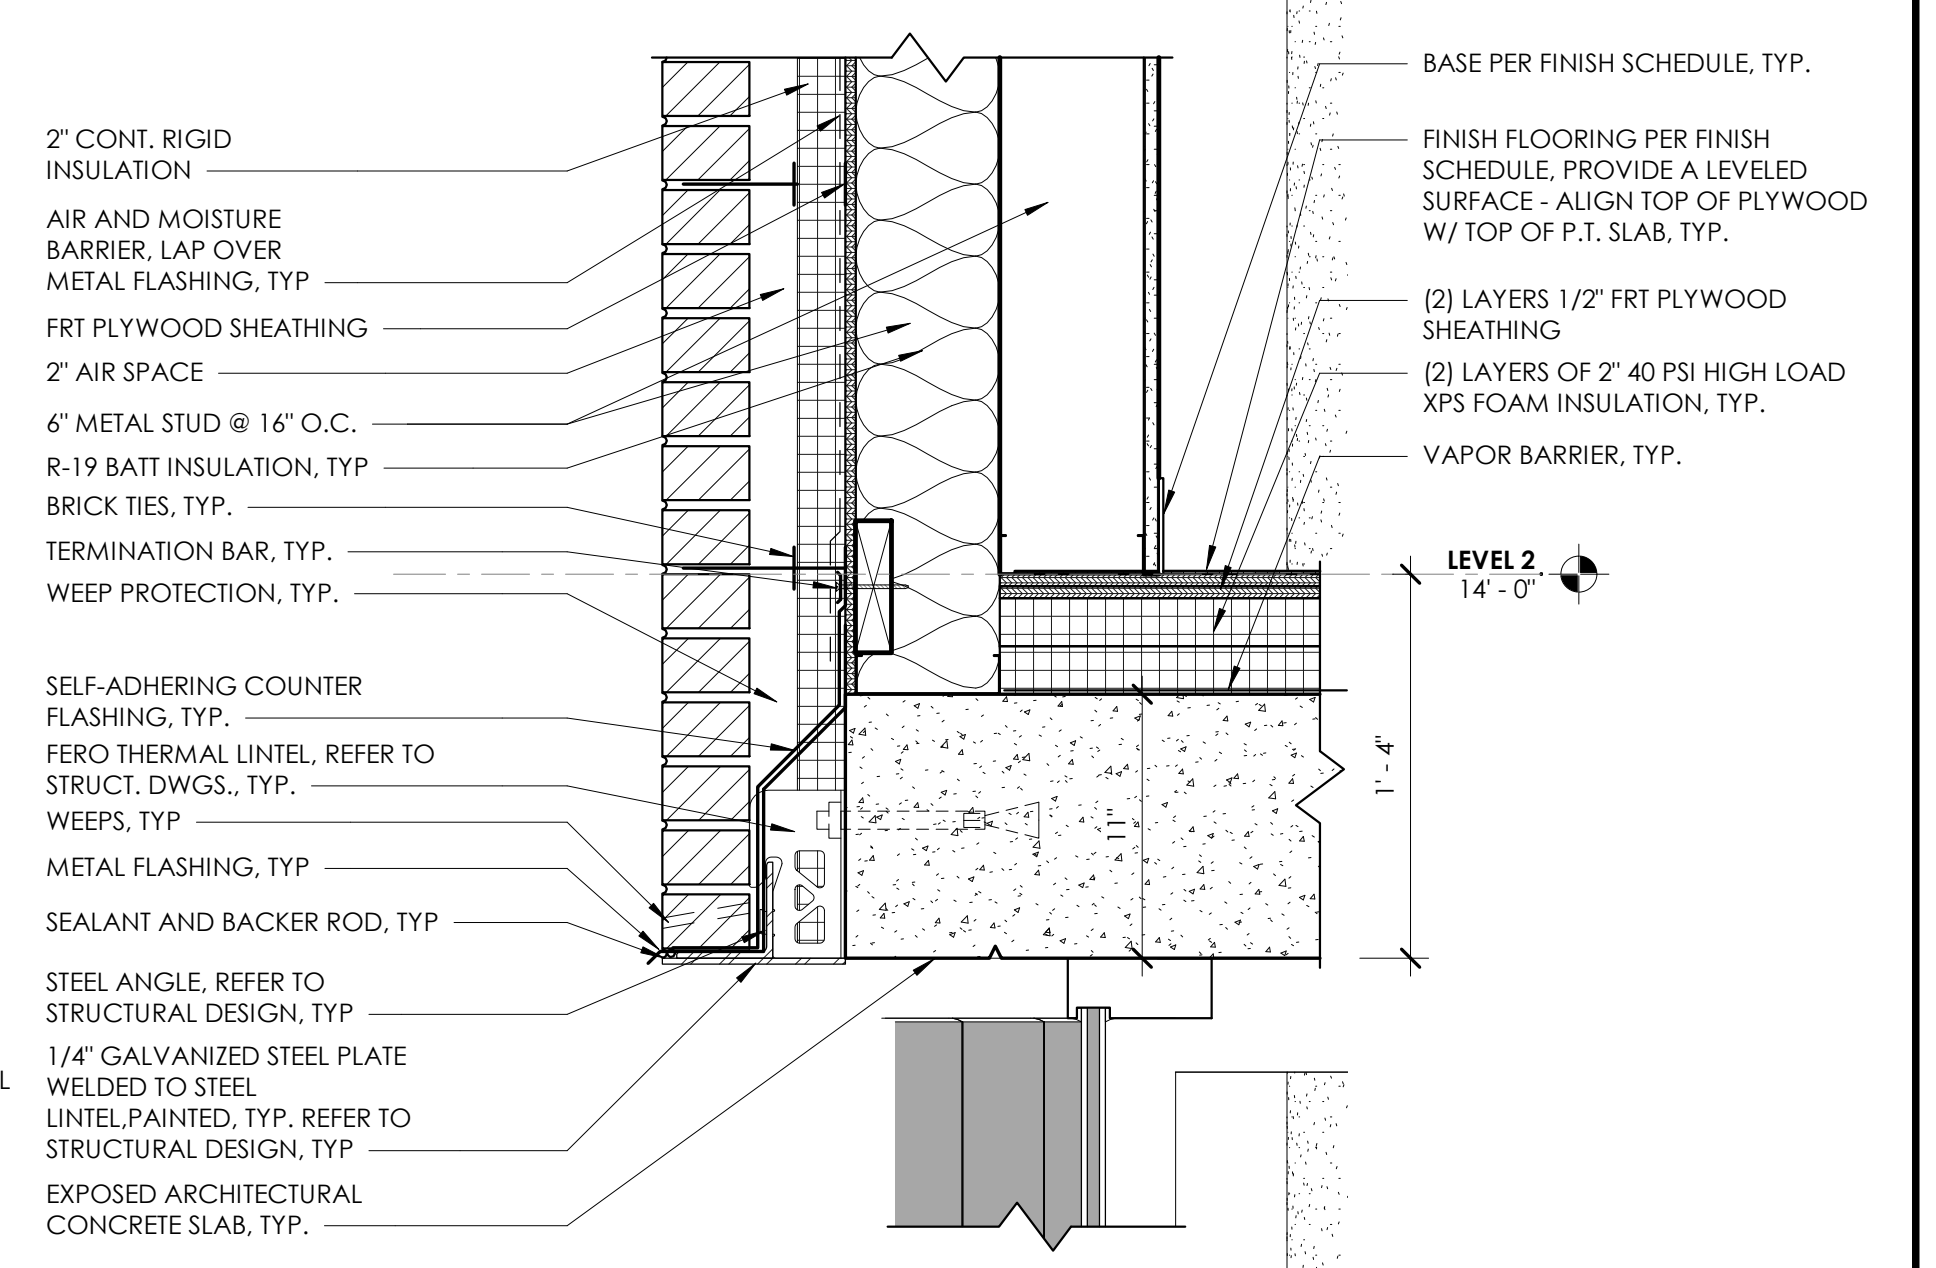 2" CONT. RIGID
INSULATION
AIR AND MOISTURE
BARRIER, LAP OVER
METAL FLASHING, TYP
FRT PLYWOOD SHEATHING
2" AIR SPACE
6" METAL STUD @ 16" O.C.
R-19 BATT INSULATION, TYP
BRICK TIES, TYP.
TERMINATION BAR, TYP.
WEEP PROTECTION, TYP.
SELF-ADHERING COUNTER
FLASHING, TYP.
FERO THERMAL LINTEL, REFER TO
STRUCT. DWGS., TYP.
WEEPS, TYP
METAL FLASHING, TYP
SEALANT AND BACKER ROD, TYP
STEEL ANGLE, REFER TO
STRUCTURAL DESIGN, TYP
1/4" GALVANIZED STEEL PLATE
L
WELDED TO STEEL
LINTEL,PAINTED, TYP. REFER TO
STRUCTURAL DESIGN, TYP
EXPOSED ARCHITECTURAL
CONCRETE SLAB, TYP.
BASE PER FINISH SCHEDULE, TYP.
FINISH FLOORING PER FINISH
SCHEDULE, PROVIDE A LEVELED
SURFACE - ALIGN TOP OF PLYWOOD
W/ TOP OF P.T. SLAB, TYP.
(2) LAYERS 1/2" FRT PLYWOOD
SHEATHING
(2) LAYERS OF 2" 40 PSI HIGH LOAD
XPS FOAM INSULATION, TYP.
VAPOR BARRIER, TYP.
LEVEL 2
14' - 0"
1' - 4"
11"